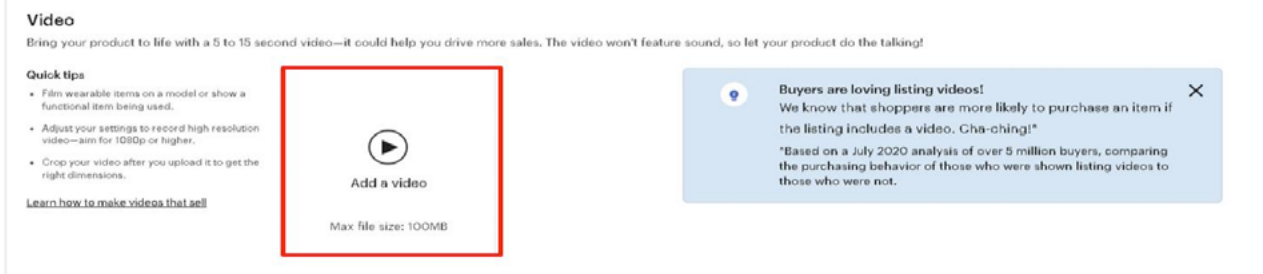 Video
Bring your product to life with a 5 to 15 second video—it could help you drive more sales. The video won't feature sound, so let your product do the talking!
Quick tips
• Film wearable items on a model or show a
functional item being used.
• Adjust your settings to record high resolution
video—aim for 1080p or higher.
• Crop your video after you upload it to get the
right dimensions.
Learn how to make videos that sell
Add a video
Max file size: 100MB
Buyers are loving listing videos!
We know that shoppers are more likely to purchase an item if
the listing includes a video. Cha-ching!*
*Based on a July 2020 analysis of over 5 million buyers, comparing
the purchasing behavior of those who were shown listing videos to
those who were not.